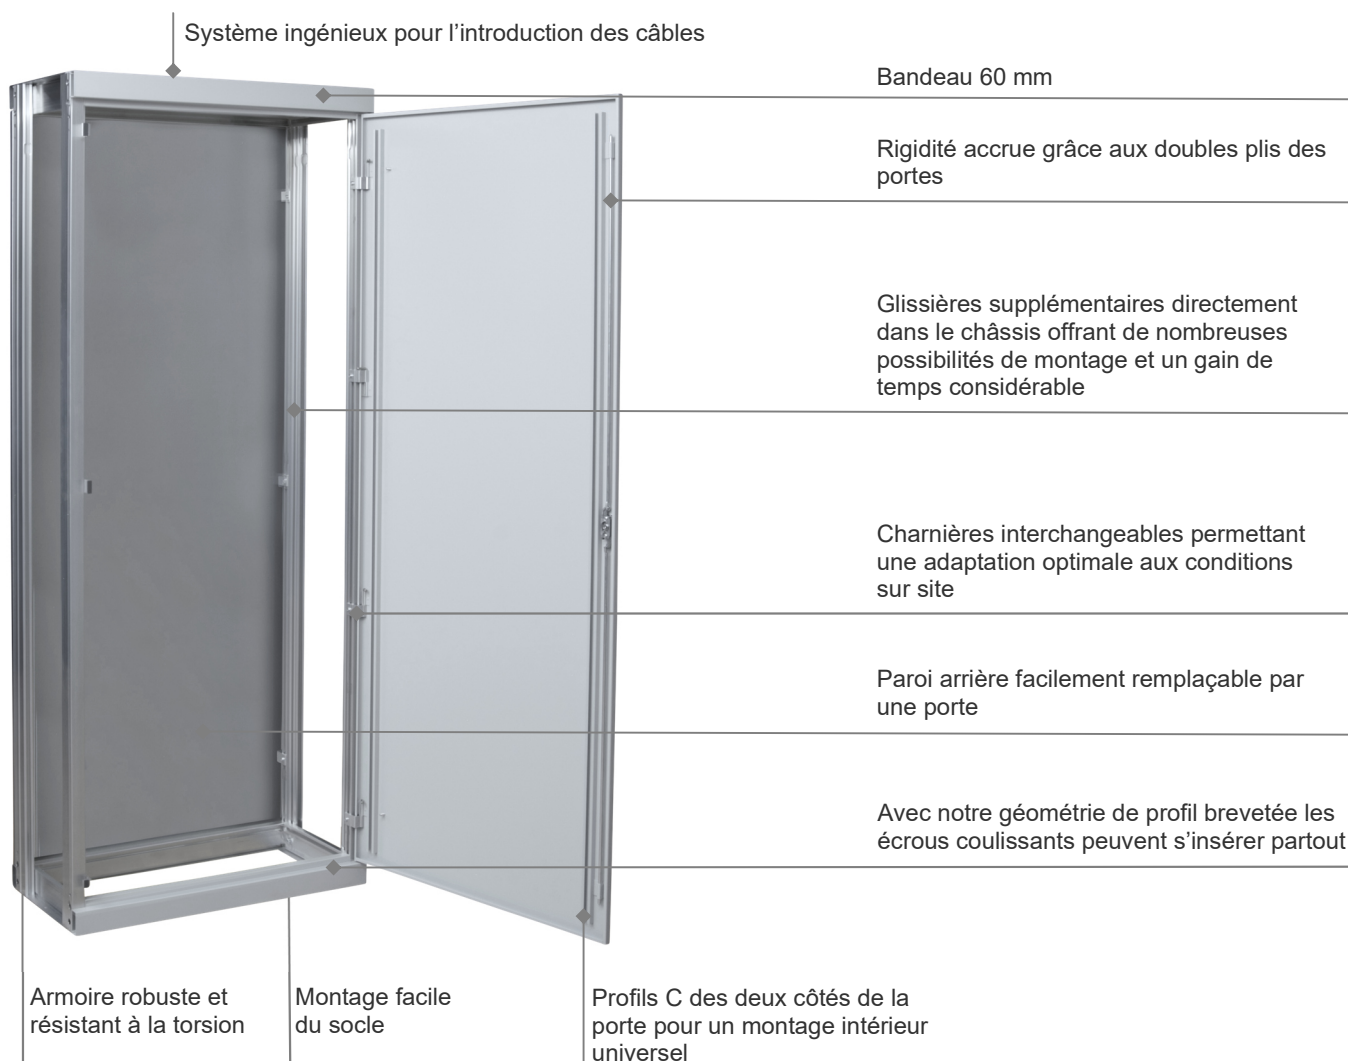 Système ingénieux pour l’introduction des câbles
Bandeau 60 mm
Rigidité accrue grâce aux doubles plis des
portes
Glissières supplémentaires directement
dans le châssis offrant de nombreuses
possibilités de montage et un gain de
temps considérable
Charnières interchangeables permettant
une adaptation optimale aux conditions
sur site
Paroi arrière facilement remplaçable par
une porte
Avec notre géométrie de profil brevetée les
écrous coulissants peuvent s’insérer partout
Armoire robuste et
résistant à la torsion
Montage facile
du socle
Profils C des deux côtés de la
porte pour un montage intérieur
universel